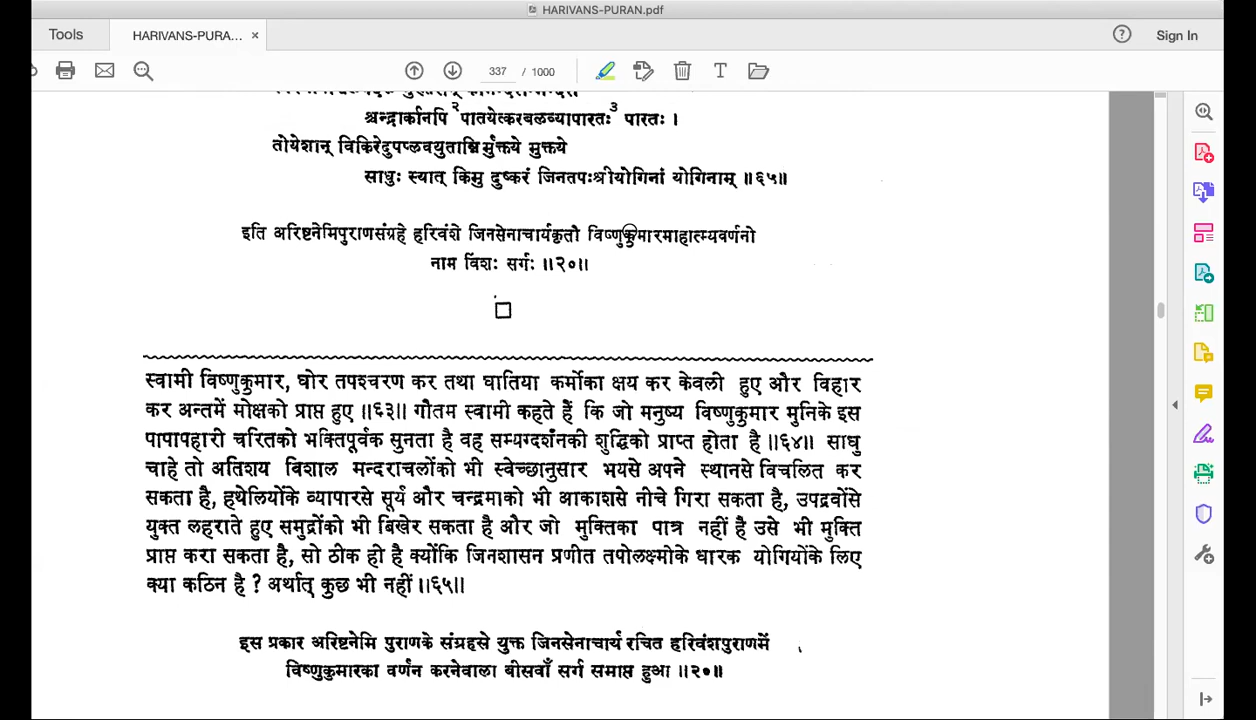 HARIVANS-PURAN.pdf
Tools
HARIVANS-PURA... ×
? Sign In
337 / 1000
श्चन्द्रार्कानपि २ पातयेत्करबलव्यापारतः ३ पारतः ।
तोयेशान् विकिरेदुपप्लवयुतान्निर्मुक्तये मुक्तये
साधुः स्यात् किमु दुष्करं जिनतपःश्रीयोगिनां योगिनाम् ॥६५॥
इति अरिष्टनेमिपुराणसंग्रहे हरिवंशे जिनसेनाचार्यकृतौ विष्णुकुमारमाहात्म्यवर्णनो
नाम विंशः सर्गः ॥२०॥
स्वामी विष्णुकुमार, घोर तपश्चरण कर तथा घातिया कर्मोंका क्षय कर केवली हुए और विहार
कर अन्तमें मोक्षको प्राप्त हुए ॥६३॥ गौतम स्वामी कहते हैं कि जो मनुष्य विष्णुकुमार मुनिके इस
पापापहारी चरितको भक्तिपूर्वक सुनता है वह सम्यग्दर्शनकी शुद्धिको प्राप्त होता है ॥६४॥ साधु
चाहे तो अतिशय विशाल मन्दराचलोंको भी स्वेच्छानुसार भयसे अपने स्थानसे विचलित कर
सकता है, हथेलियोंके व्यापारसे सूर्य और चन्द्रमाको भी आकाशसे नीचे गिरा सकता है, उपद्रवोंसे
युक्त लहराते हुए समुद्रोंको भी बिखेर सकता है और जो मुक्तिका पात्र नहीं है उसे भी मुक्ति
प्राप्त करा सकता है, सो ठीक ही है क्योंकि जिनशासन प्रणीत तपोलक्ष्मीके धारक योगियोंके लिए
क्या कठिन है ? अर्थात् कुछ भी नहीं ॥६५॥
इस प्रकार अरिष्टनेमि पुराणके संग्रहसे युक्त जिनसेनाचार्य रचित हरिवंशपुराणमें
विष्णुकुमारका वर्णन करनेवाला बीसवाँ सर्ग समाप्त हुआ ॥२०॥